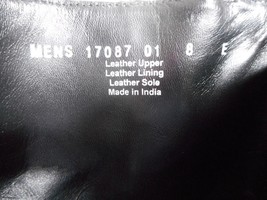 MENS 17087 01 8 E
Leather Upper
Leather Lining
Leather Sole
Made in India